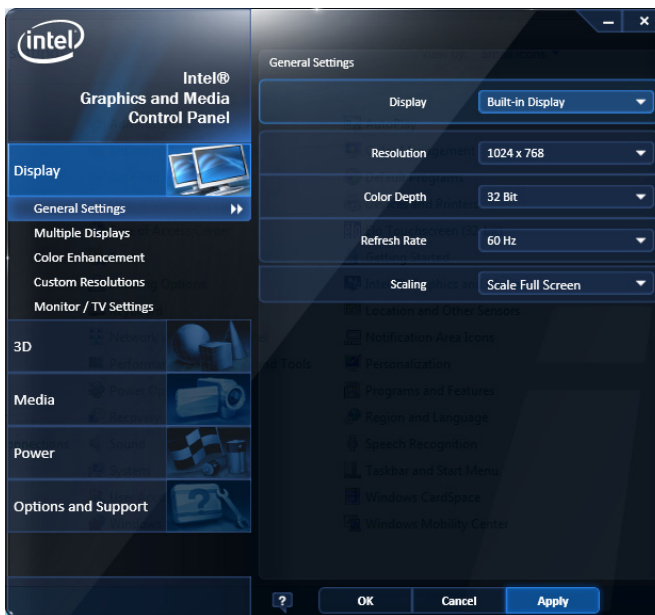 intel
Intel®
Graphics and Media
Control Panel
Display
General Settings
Multiple Displays
Color Enhancement
Custom Resolutions
Monitor / TV Settings
3D
Media
Power
Options and Support
General Settings
Display
Built-in Display
Resolution
1024 x 768
Color Depth
32 Bit
Refresh Rate
60 Hz
Scaling
Scale Full Screen
Location and Other Sensors
Notification Area Icons
Personalization
Programs and Features
Region and Language
Speech Recognition
Taskbar and Start Menu
Windows CardSpace
Windows Mobility Center
?
OK
Cancel
Apply